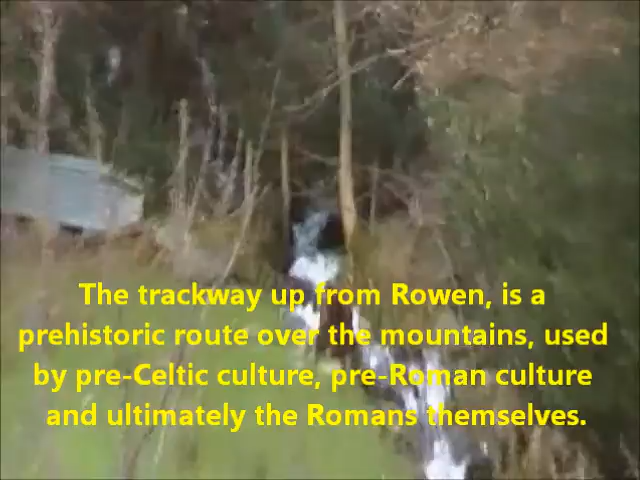 The trackway up from Rowen, is a
prehistoric route over the mountains, used
by pre-Celtic culture, pre-Roman culture
and ultimately the Romans themselves.